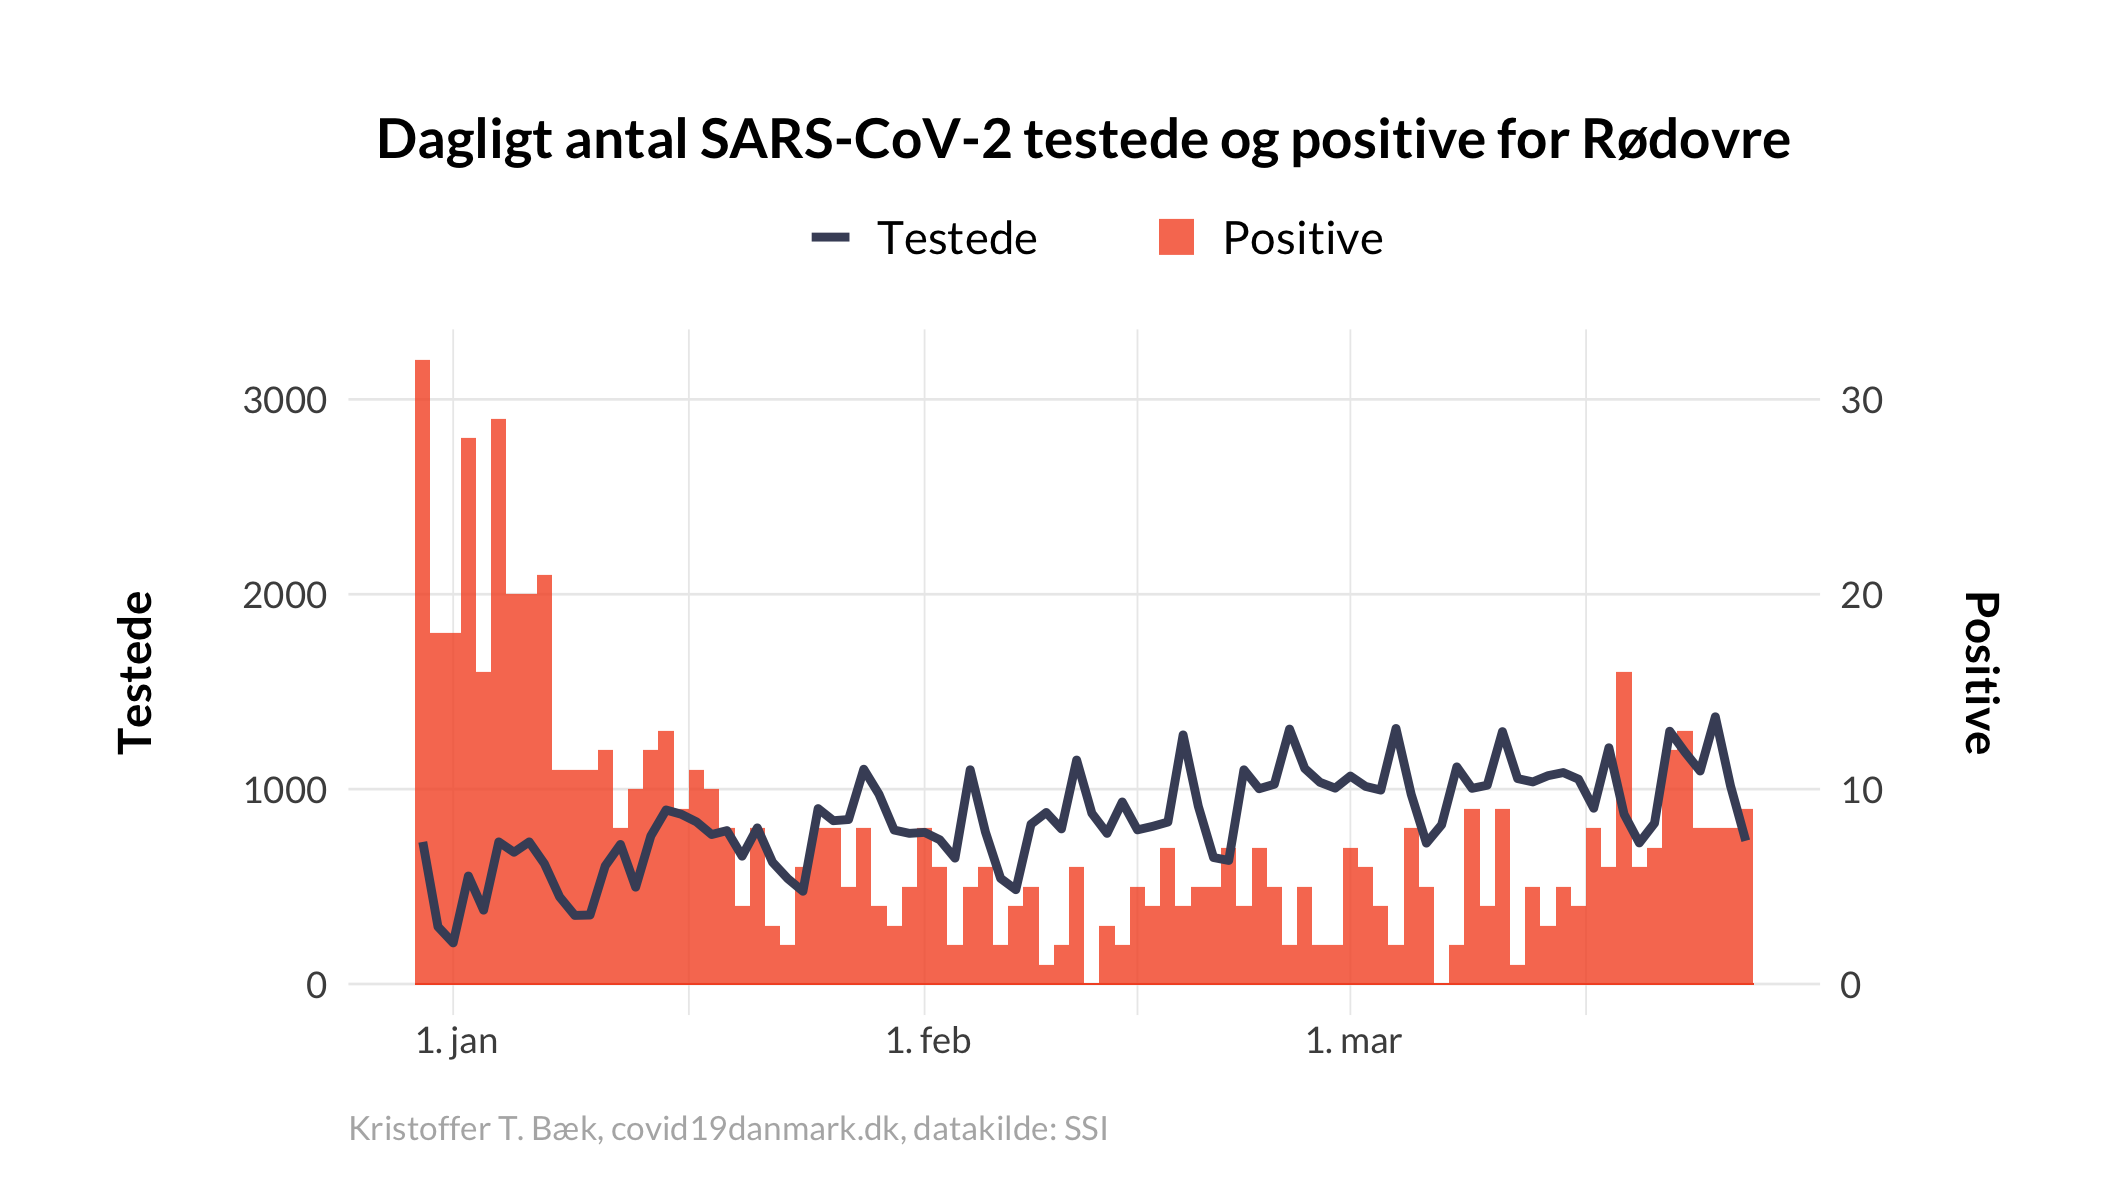 Dagligt antal SARS-CoV-2 testede og positive for Rødovre
Testede Positive
Testede
3000
2000
1000
0
30
20
10
0
Positive
1. jan 1. feb 1. mar
Kristoffer T. Bæk, covid19danmark.dk, datakilde: SSI